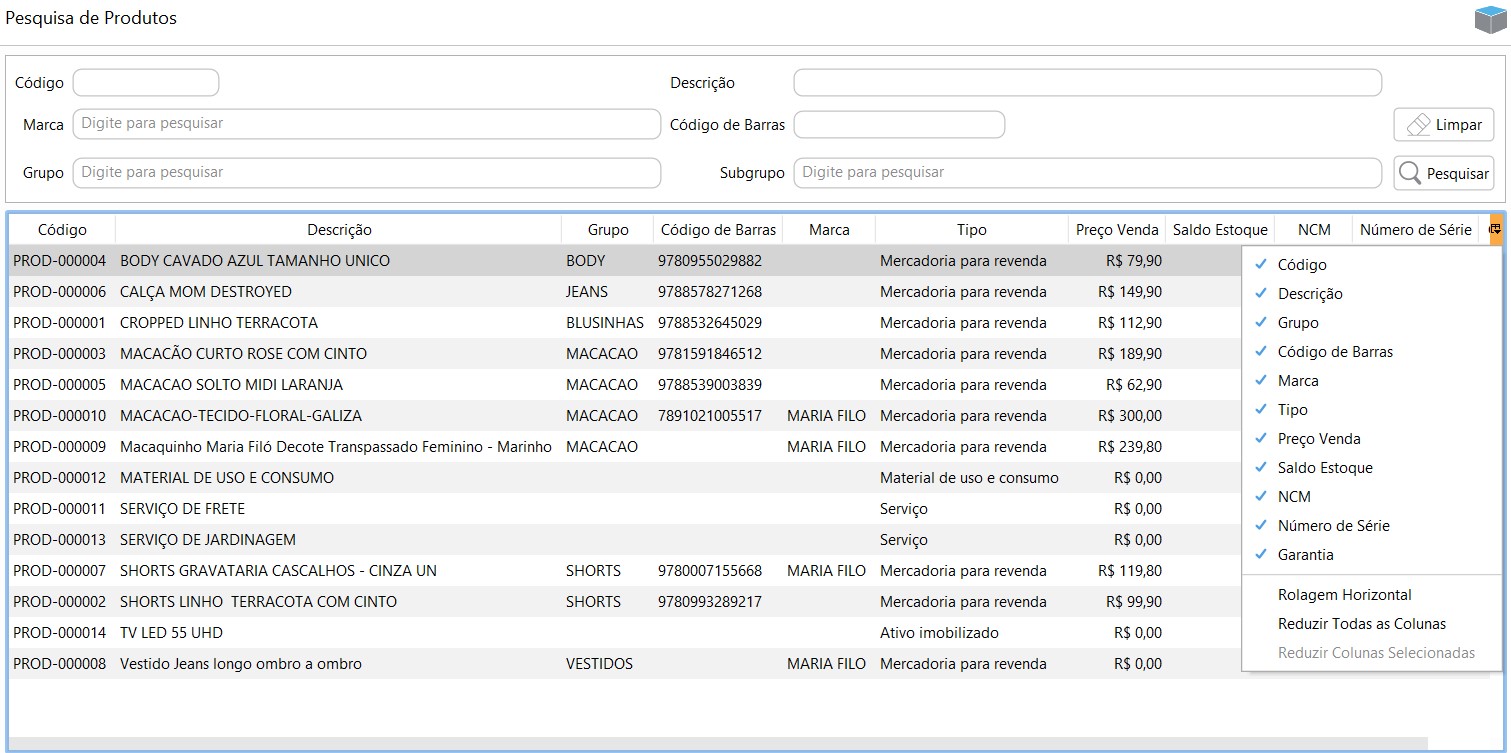 Pesquisa de Produtos
Código Descrição
Marca Digite para pesquisar Código de Barras Limpar
Grupo Digite para pesquisar Subgrupo Digite para pesquisar Pesquisar
Código Descrição Grupo Código de Barras Marca Tipo Preço Venda Saldo Estoque NCM Número de Série
PROD-000004 BODY CAVADO AZUL TAMANHO UNICO BODY 9780955029882 Mercadoria para revenda R$ 79,90
PROD-000006 CALÇA MOM DESTROYED JEANS 9788578271268 Mercadoria para revenda R$ 149,90
PROD-000001 CROPPED LINHO TERRACOTA BLUSINHAS 9788532645029 Mercadoria para revenda R$ 112,90
PROD-000003 MACACÃO CURTO ROSE COM CINTO MACACAO 9781591846512 Mercadoria para revenda R$ 189,90
PROD-000005 MACACAO SOLTO MIDI LARANJA MACACAO 9788539003839 Mercadoria para revenda R$ 62,90
PROD-000010 MACACAO-TECIDO-FLORAL-GALIZA MACACAO 7891021005517 MARIA FILO Mercadoria para revenda R$ 300,00
PROD-000009 Macaquinho Maria Filó Decote Transpassado Feminino - Marinho MACACAO MARIA FILO Mercadoria para revenda R$ 239,80
PROD-000012 MATERIAL DE USO E CONSUMO Material de uso e consumo R$ 0,00
PROD-000011 SERVIÇO DE FRETE Serviço R$ 0,00
PROD-000013 SERVIÇO DE JARDINAGEM Serviço R$ 0,00
PROD-000007 SHORTS GRAVATARIA CASCALHOS - CINZA UN SHORTS 9780007155668 MARIA FILO Mercadoria para revenda R$ 119,80
PROD-000002 SHORTS LINHO TERRACOTA COM CINTO SHORTS 9780993289217 Mercadoria para revenda R$ 99,90
PROD-000014 TV LED 55 UHD Ativo imobilizado R$ 0,00
PROD-000008 Vestido Jeans longo ombro a ombro VESTIDOS MARIA FILO Mercadoria para revenda R$ 0,00
Código
Descrição
Grupo
Código de Barras
Marca
Tipo
Preço Venda
Saldo Estoque
NCM
Número de Série
Garantia
Rolagem Horizontal
Reduzir Todas as Colunas
Reduzir Colunas Selecionadas